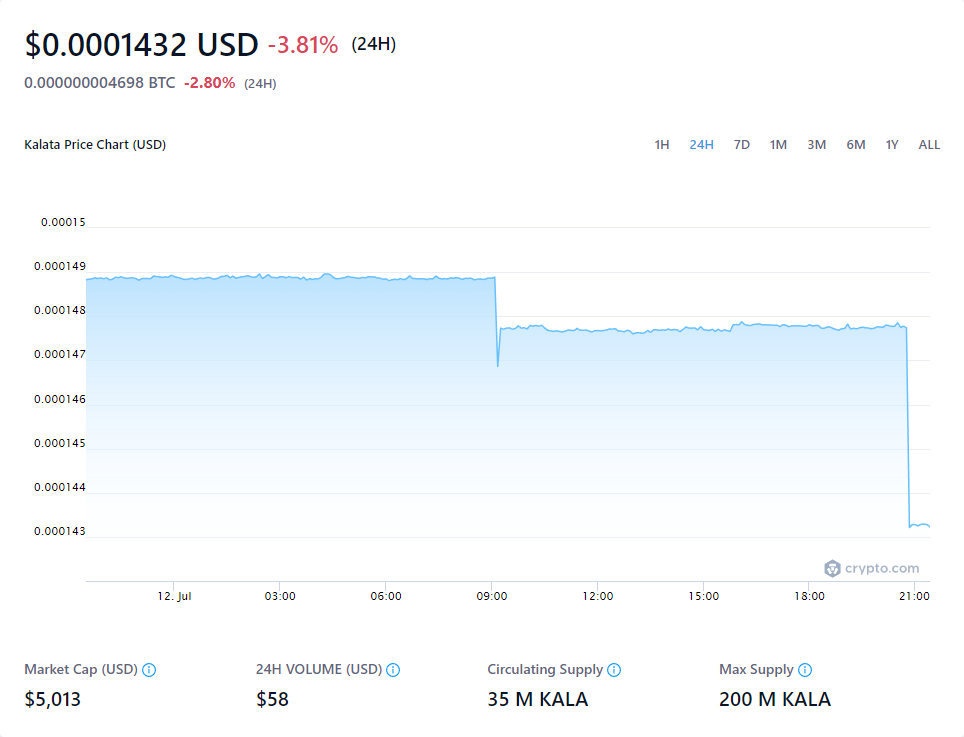 $0.0001432 USD -3.81% (24H)
0.000000004698 BTC -2.80% (24H)
Kalata Price Chart (USD) 1H 24H 7D 1M 3M 6M 1Y ALL
0.00015
0.000149
0.000148
0.000147
0.000146
0.000145
0.000144
0.000143
crypto.com
12. Jul 03:00 06:00 09:00 12:00 15:00 18:00 21:00
Market Cap (USD) 24H VOLUME (USD) Circulating Supply Max Supply
$5,013 $58 35 M KALA 200 M KALA